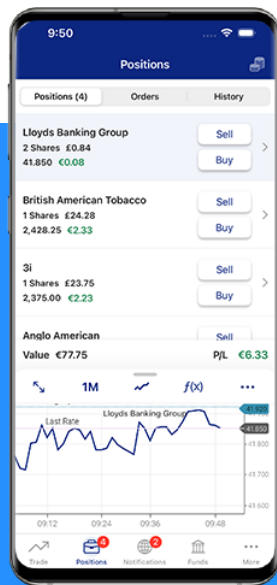 9:50
Positions
Positions (4) Orders History
Lloyds Banking Group
2 Shares £0.84
41.850 €0.08
Sell
Buy
British American Tobacco
1 Shares £24.28
2,428.25 €2.33
Sell
Buy
3i
1 Shares £23.75
2,375.00 €2.23
Sell
Buy
Anglo American
Sell
Value €77.75 P/L €6.33
1M f(x) ...
Lloyds Banking Group
Last Rate
41.920
41.850
41.800
41.700
41.600
09:12 09:24 09:36 09:48
4 2
Trade Positions Notifications Funds More